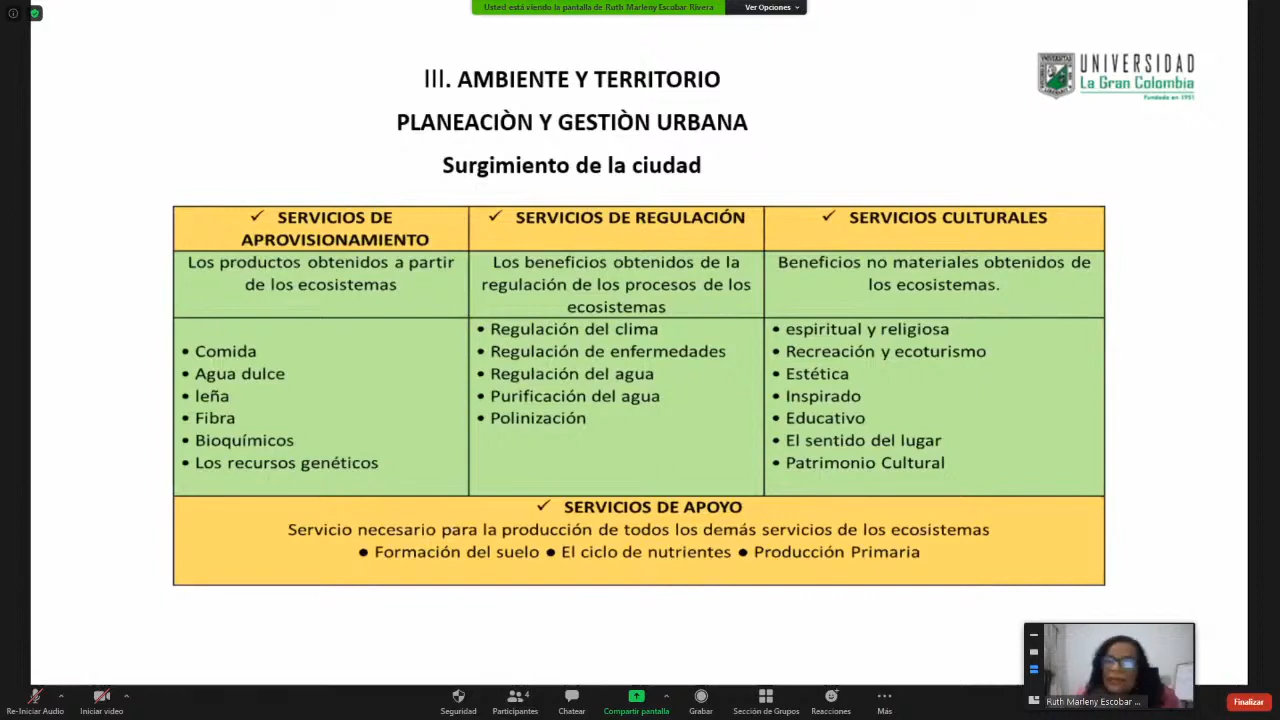 Usted está viendo la pantalla de Ruth Marleny Escobar Rivera
Ver Opciones
III. AMBIENTE Y TERRITORIO
PLANEACIÒN Y GESTIÒN URBANA
Surgimiento de la ciudad
UNIVERSIDAD
La Gran Colombia
Fundada en 1951
✓ SERVICIOS DE
APROVISIONAMIENTO
Los productos obtenidos a partir
de los ecosistemas
• Comida
• Agua dulce
• leña
• Fibra
• Bioquímicos
• Los recursos genéticos
✓ SERVICIOS DE REGULACIÓN
Los beneficios obtenidos de la
regulación de los procesos de los
ecosistemas
• Regulación del clima
• Regulación de enfermedades
• Regulación del agua
• Purificación del agua
• Polinización
✓ SERVICIOS CULTURALES
Beneficios no materiales obtenidos de
los ecosistemas.
• espiritual y religiosa
• Recreación y ecoturismo
• Estética
• Inspirado
• Educativo
• El sentido del lugar
• Patrimonio Cultural
✓ SERVICIOS DE APOYO
Servicio necesario para la producción de todos los demás servicios de los ecosistemas
● Formación del suelo ● El ciclo de nutrientes ● Producción Primaria
Ruth Marleny Escobar ...
Re-Iniciar Audio
Iniciar video
Seguridad
4
Participantes
Chatear
Compartir pantalla
Grabar
Sección de Grupos
Reacciones
Más
Finalizar